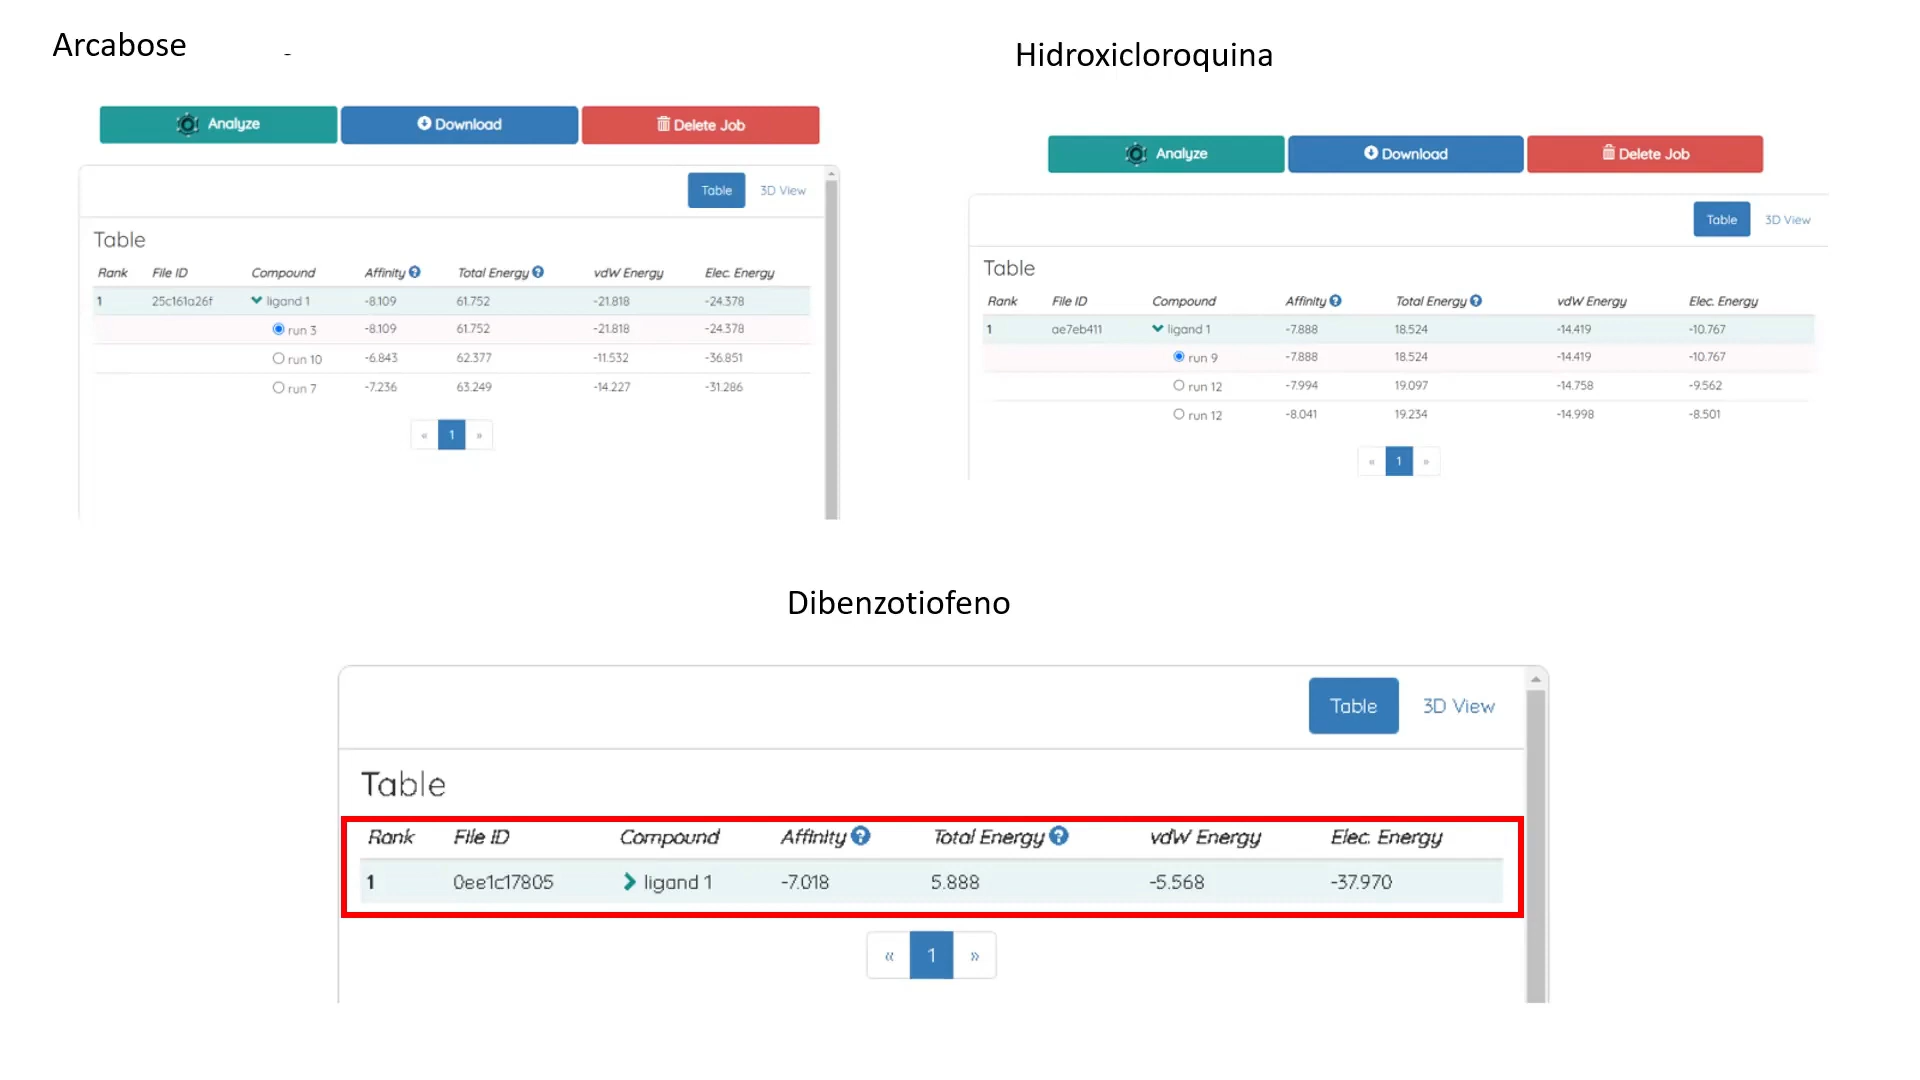 Arcabose
Analyze Download Delete Job
Table 3D View
Table
Rank File ID Compound Affinity Total Energy vdW Energy Elec. Energy
1 25c161a26f ligand 1 -8.109 61.752 -21.818 -24.378
run 3 -8.109 61.752 -21.818 -24.378
run 10 -6.843 62.377 -11.532 -36.851
run 7 -7.236 63.249 -14.227 -31.286
« 1 »
Hidroxicloroquina
Analyze Download Delete Job
Table 3D View
Table
Rank File ID Compound Affinity Total Energy vdW Energy Elec. Energy
1 ae7eb411 ligand 1 -7.888 18.524 -14.419 -10.767
run 9 -7.888 18.524 -14.419 -10.767
run 12 -7.994 19.097 -14.758 -9.562
run 12 -8.041 19.234 -14.998 -8.501
« 1 »
Dibenzotiofeno
Table 3D View
Table
Rank File ID Compound Affinity Total Energy vdW Energy Elec. Energy
1 0ee1c17805 ligand 1 -7.018 5.888 -5.568 -37.970
« 1 »